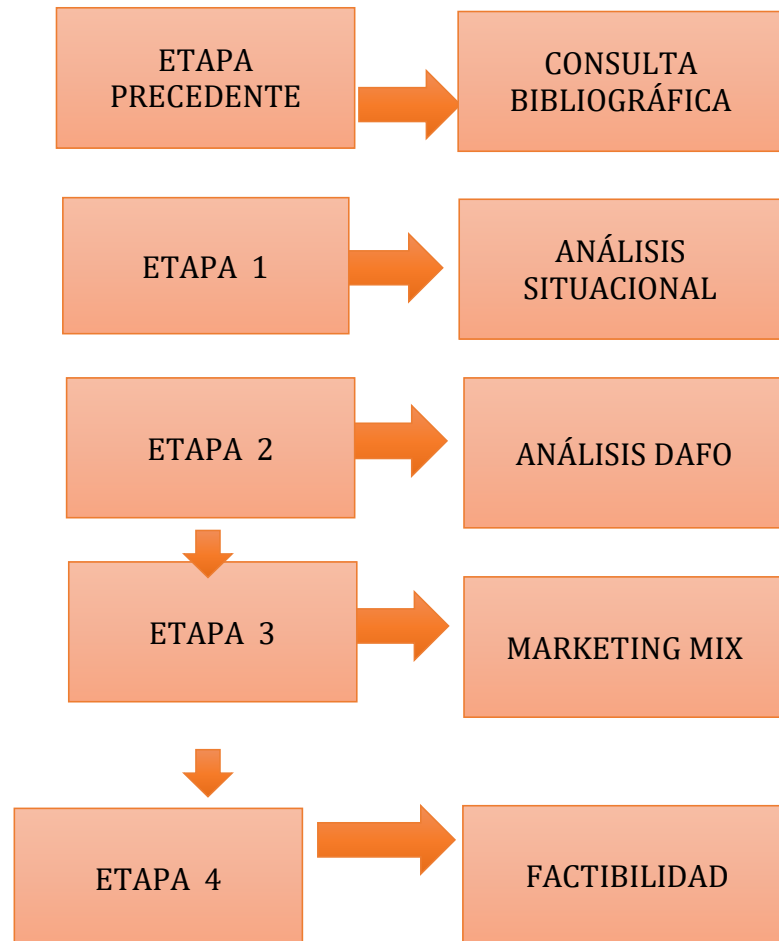 ETAPA
PRECEDENTE
CONSULTA
BIBLIOGRÁFICA
ETAPA 1
ANÁLISIS
SITUACIONAL
ETAPA 2
ANÁLISIS DAFO
ETAPA 3
MARKETING MIX
ETAPA 4
FACTIBILIDAD